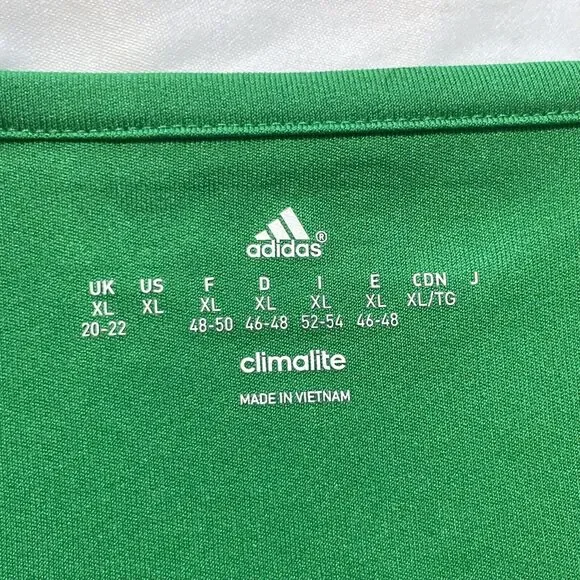 adidas®
UK US F D I E CDN J
XL XL XL XL XL XL XL/TG
20-22 48-50 46-48 52-54 46-48
climalite
MADE IN VIETNAM